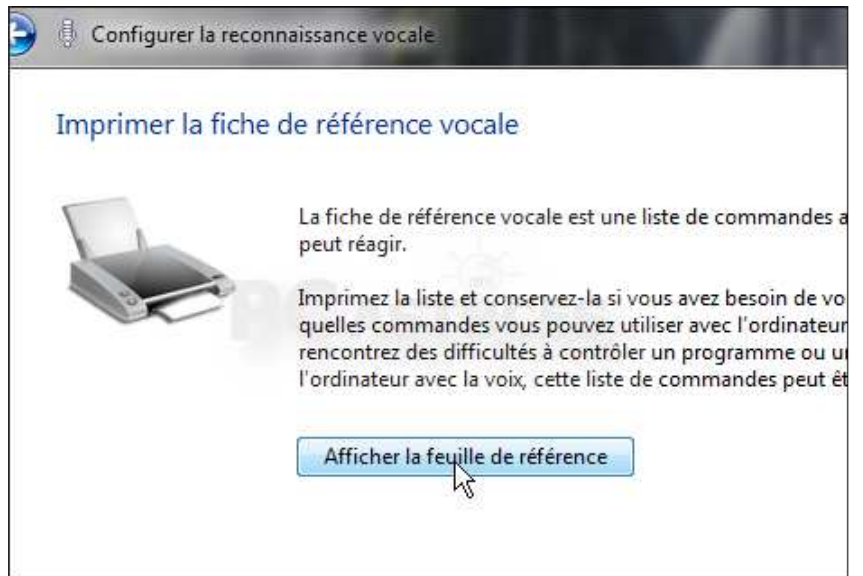 Configurer la reconnaissance vocale
Imprimer la fiche de référence vocale
La fiche de référence vocale est une liste de commandes
peut réagir.
Imprimez la liste et conservez-la si vous avez besoin de
quelles commandes vous pouvez utiliser avec l'ordinateur
rencontrez des difficultés à contrôler un programme ou
l'ordinateur avec la voix, cette liste de commandes peut
Afficher la feuille de référence